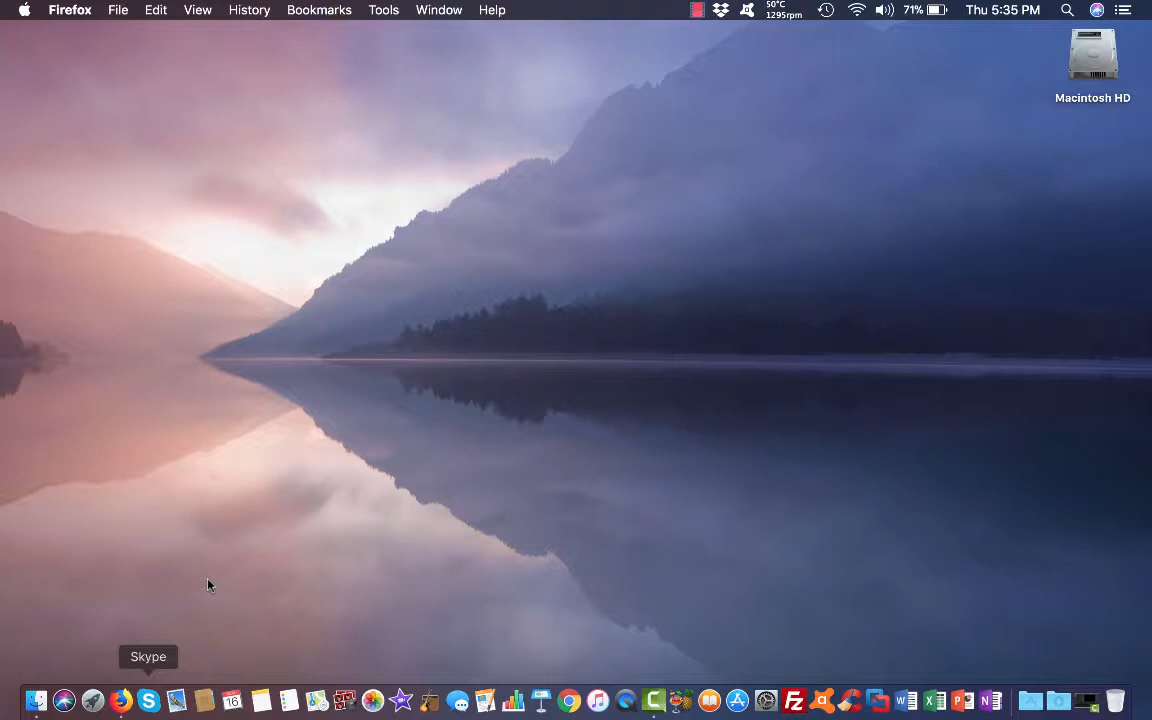 Firefox File Edit View History Bookmarks Tools Window Help 50°C 71% Thu 5:35 PM
1295rpm
Macintosh HD
Skype
16